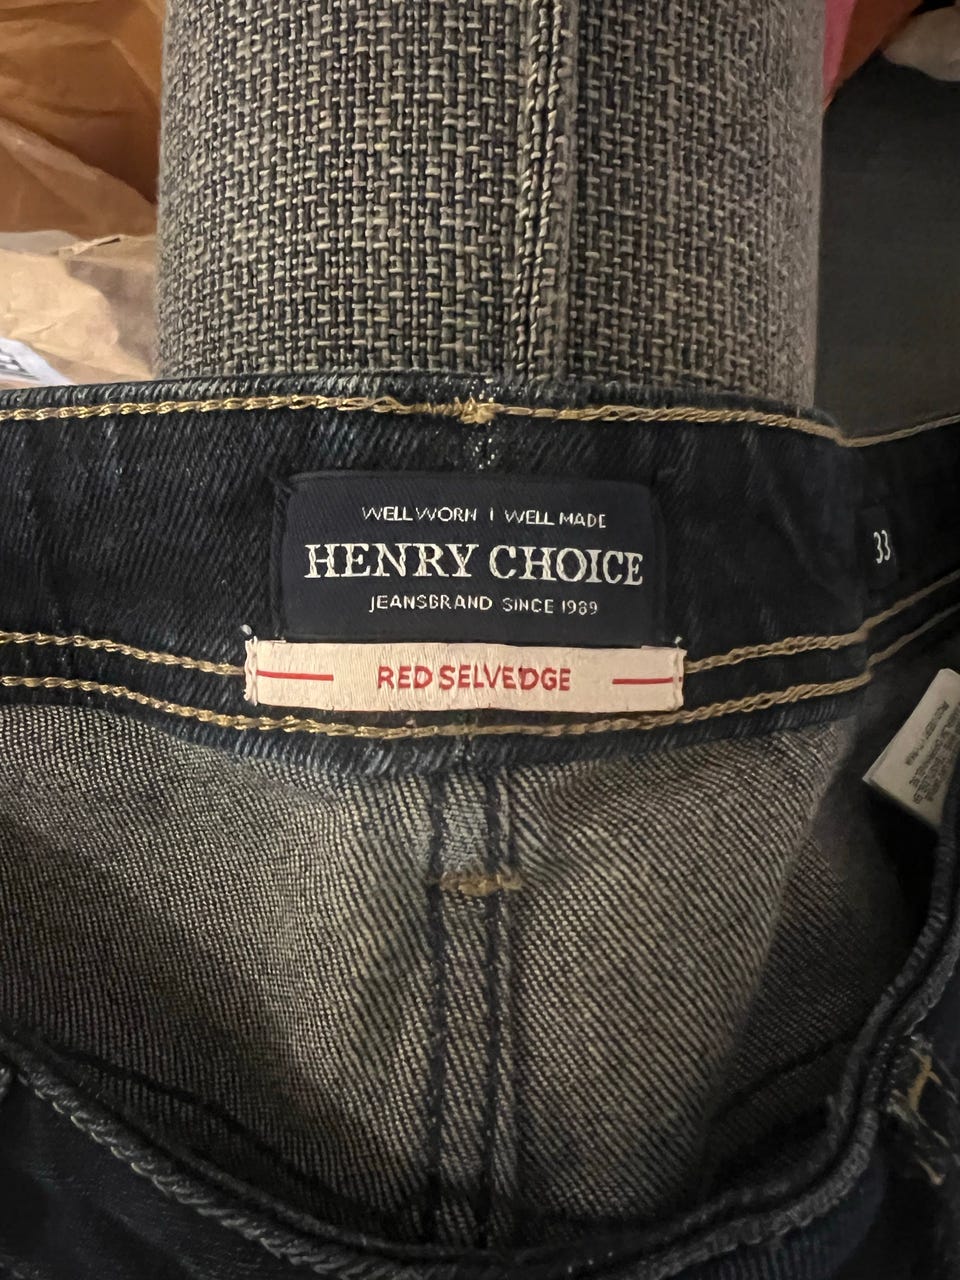 WELL WORN | WELL MADE
HENRY CHOICE
JEANSBRAND SINCE 1989
33
RED SELVEDGE